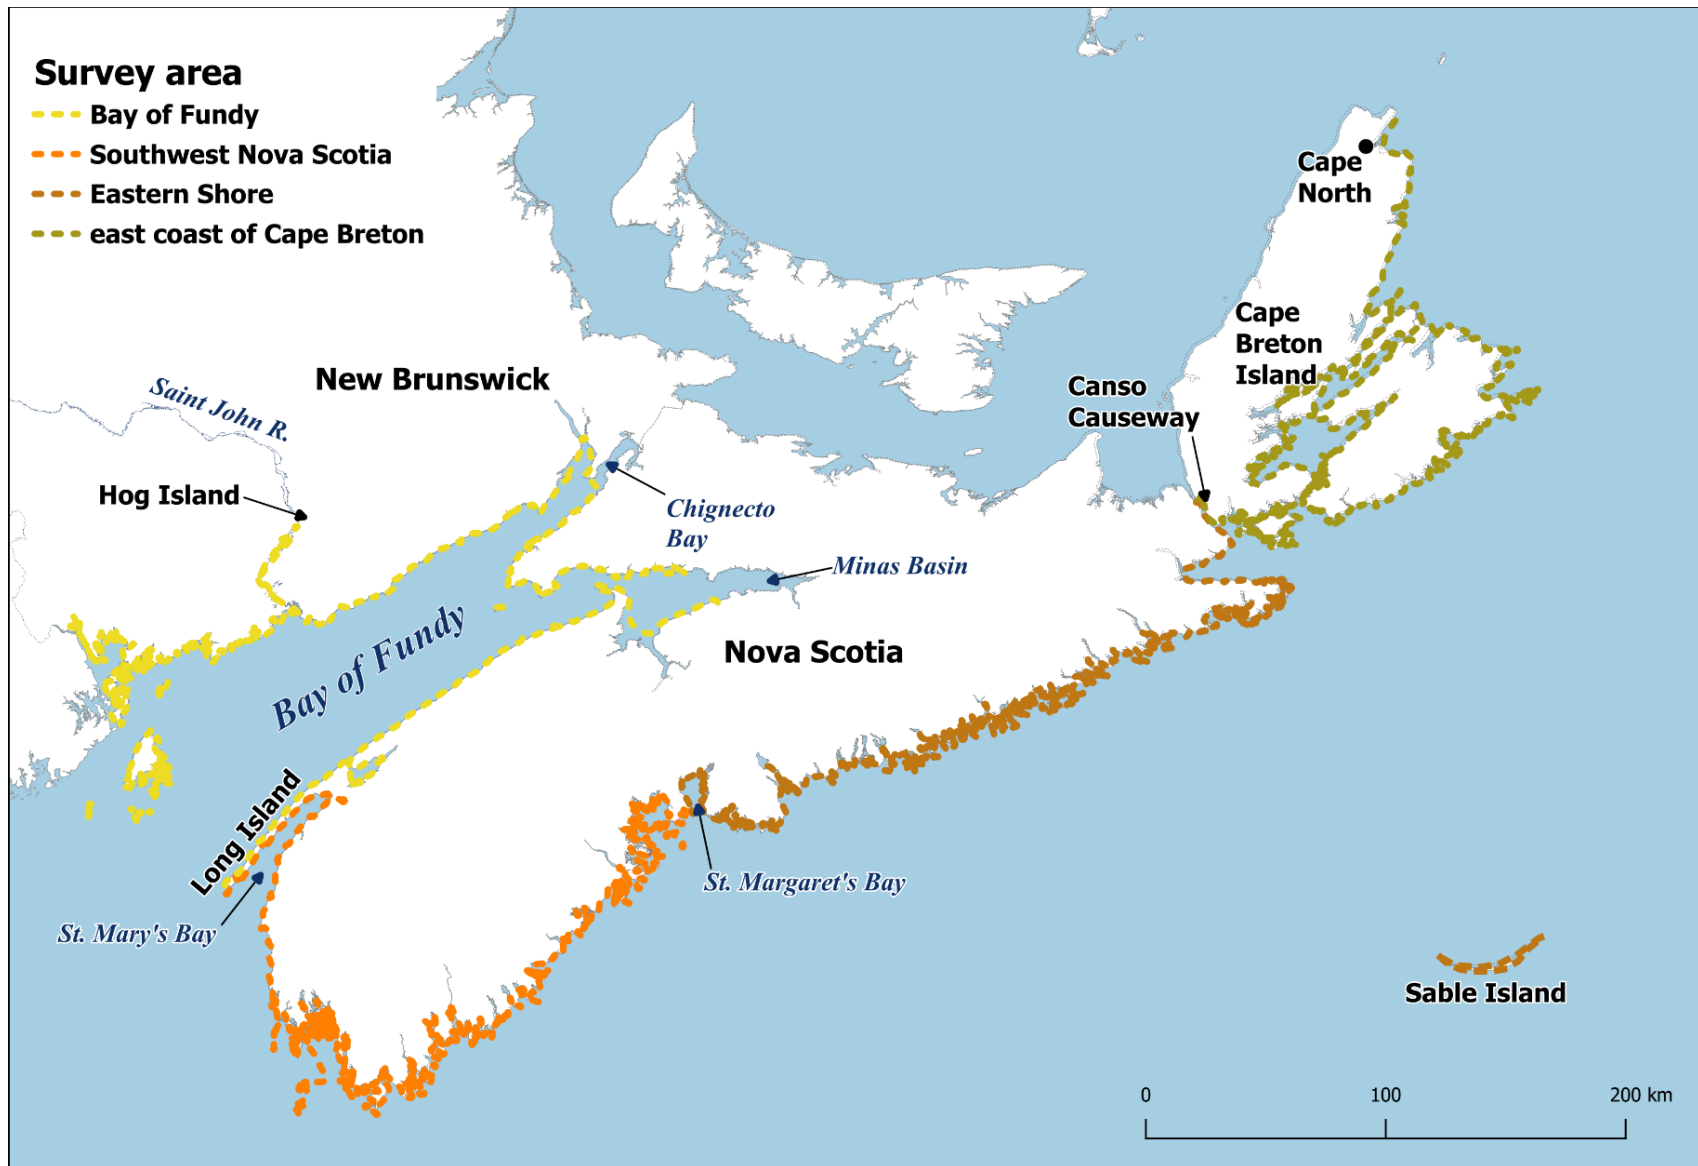 Survey area
Bay of Fundy
Southwest Nova Scotia
Eastern Shore
east coast of Cape Breton
Cape
North
Cape
Breton
Island
New Brunswick
Canso
Causeway
Saint John R.
Hog Island
Chignecto
Bay
Minas Basin
Bay of Fundy
Nova Scotia
Long Island
St. Margaret's Bay
St. Mary's Bay
Sable Island
0 100 200 km